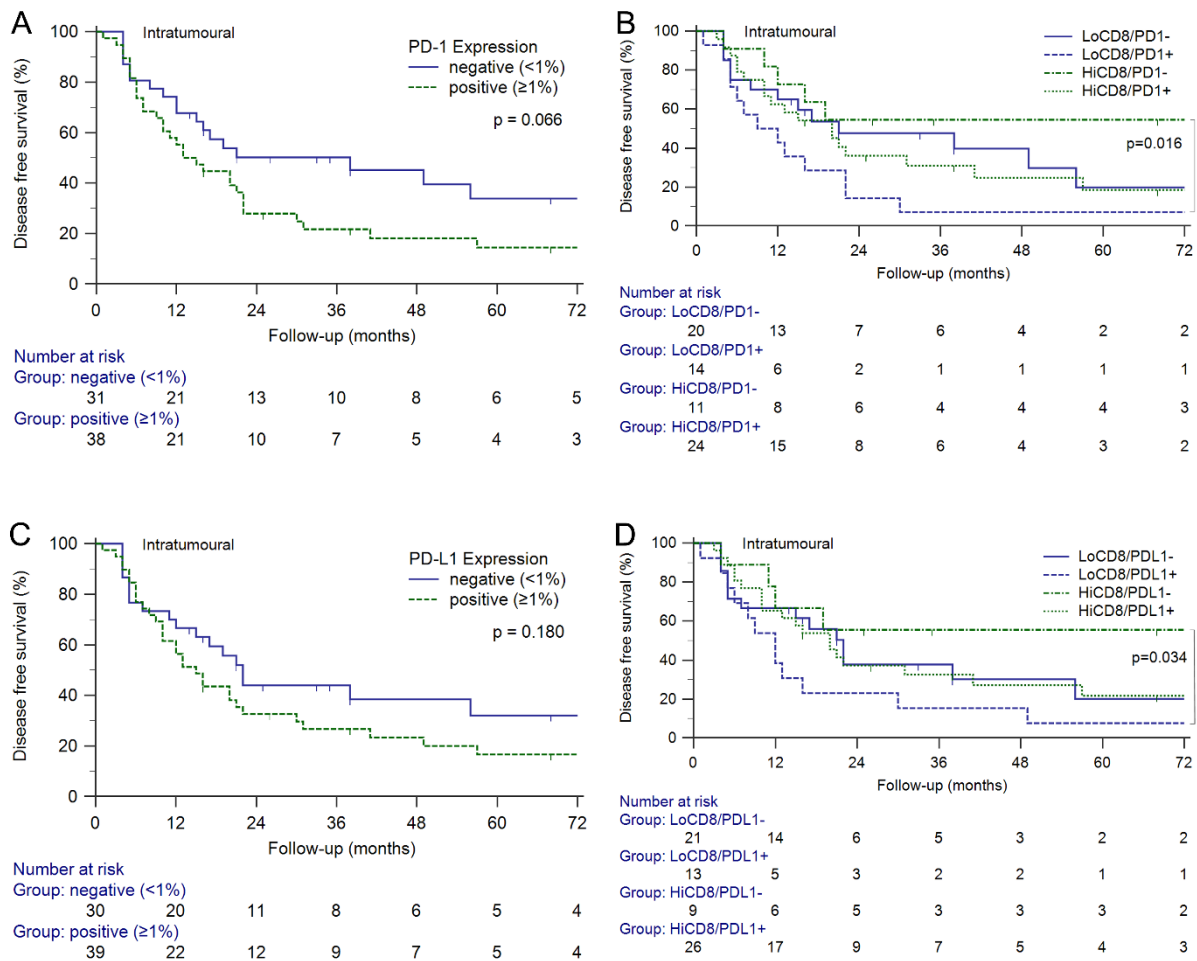 A
Intratumoural
PD-1 Expression
negative (<1%)
positive (≥1%)
p = 0.066
Disease free survival (%)
100
80
60
40
20
0
0 12 24 36 48 60 72
Follow-up (months)
Number at risk
Group: negative (<1%)
31 21 13 10 8 6 5
Group: positive (≥1%)
38 21 10 7 5 4 3
B
Intratumoural
LoCD8/PD1-
LoCD8/PD1+
HiCD8/PD1-
HiCD8/PD1+
p=0.016
Disease free survival (%)
100
80
60
40
20
0
0 12 24 36 48 60 72
Follow-up (months)
Number at risk
Group: LoCD8/PD1-
20 13 7 6 4 2 2
Group: LoCD8/PD1+
14 6 2 1 1 1 1
Group: HiCD8/PD1-
11 8 6 4 4 4 3
Group: HiCD8/PD1+
24 15 8 6 4 3 2
C
Intratumoural
PD-L1 Expression
negative (<1%)
positive (≥1%)
p = 0.180
Disease free survival (%)
100
80
60
40
20
0
0 12 24 36 48 60 72
Follow-up (months)
Number at risk
Group: negative (<1%)
30 20 11 8 6 5 4
Group: positive (≥1%)
39 22 12 9 7 5 4
D
Intratumoural
LoCD8/PDL1-
LoCD8/PDL1+
HiCD8/PDL1-
HiCD8/PDL1+
p=0.034
Disease free survival (%)
100
80
60
40
20
0
0 12 24 36 48 60 72
Follow-up (months)
Number at risk
Group: LoCD8/PDL1-
21 14 6 5 3 2 2
Group: LoCD8/PDL1+
13 5 3 2 2 1 1
Group: HiCD8/PDL1-
9 6 5 3 3 3 2
Group: HiCD8/PDL1+
26 17 9 7 5 4 3